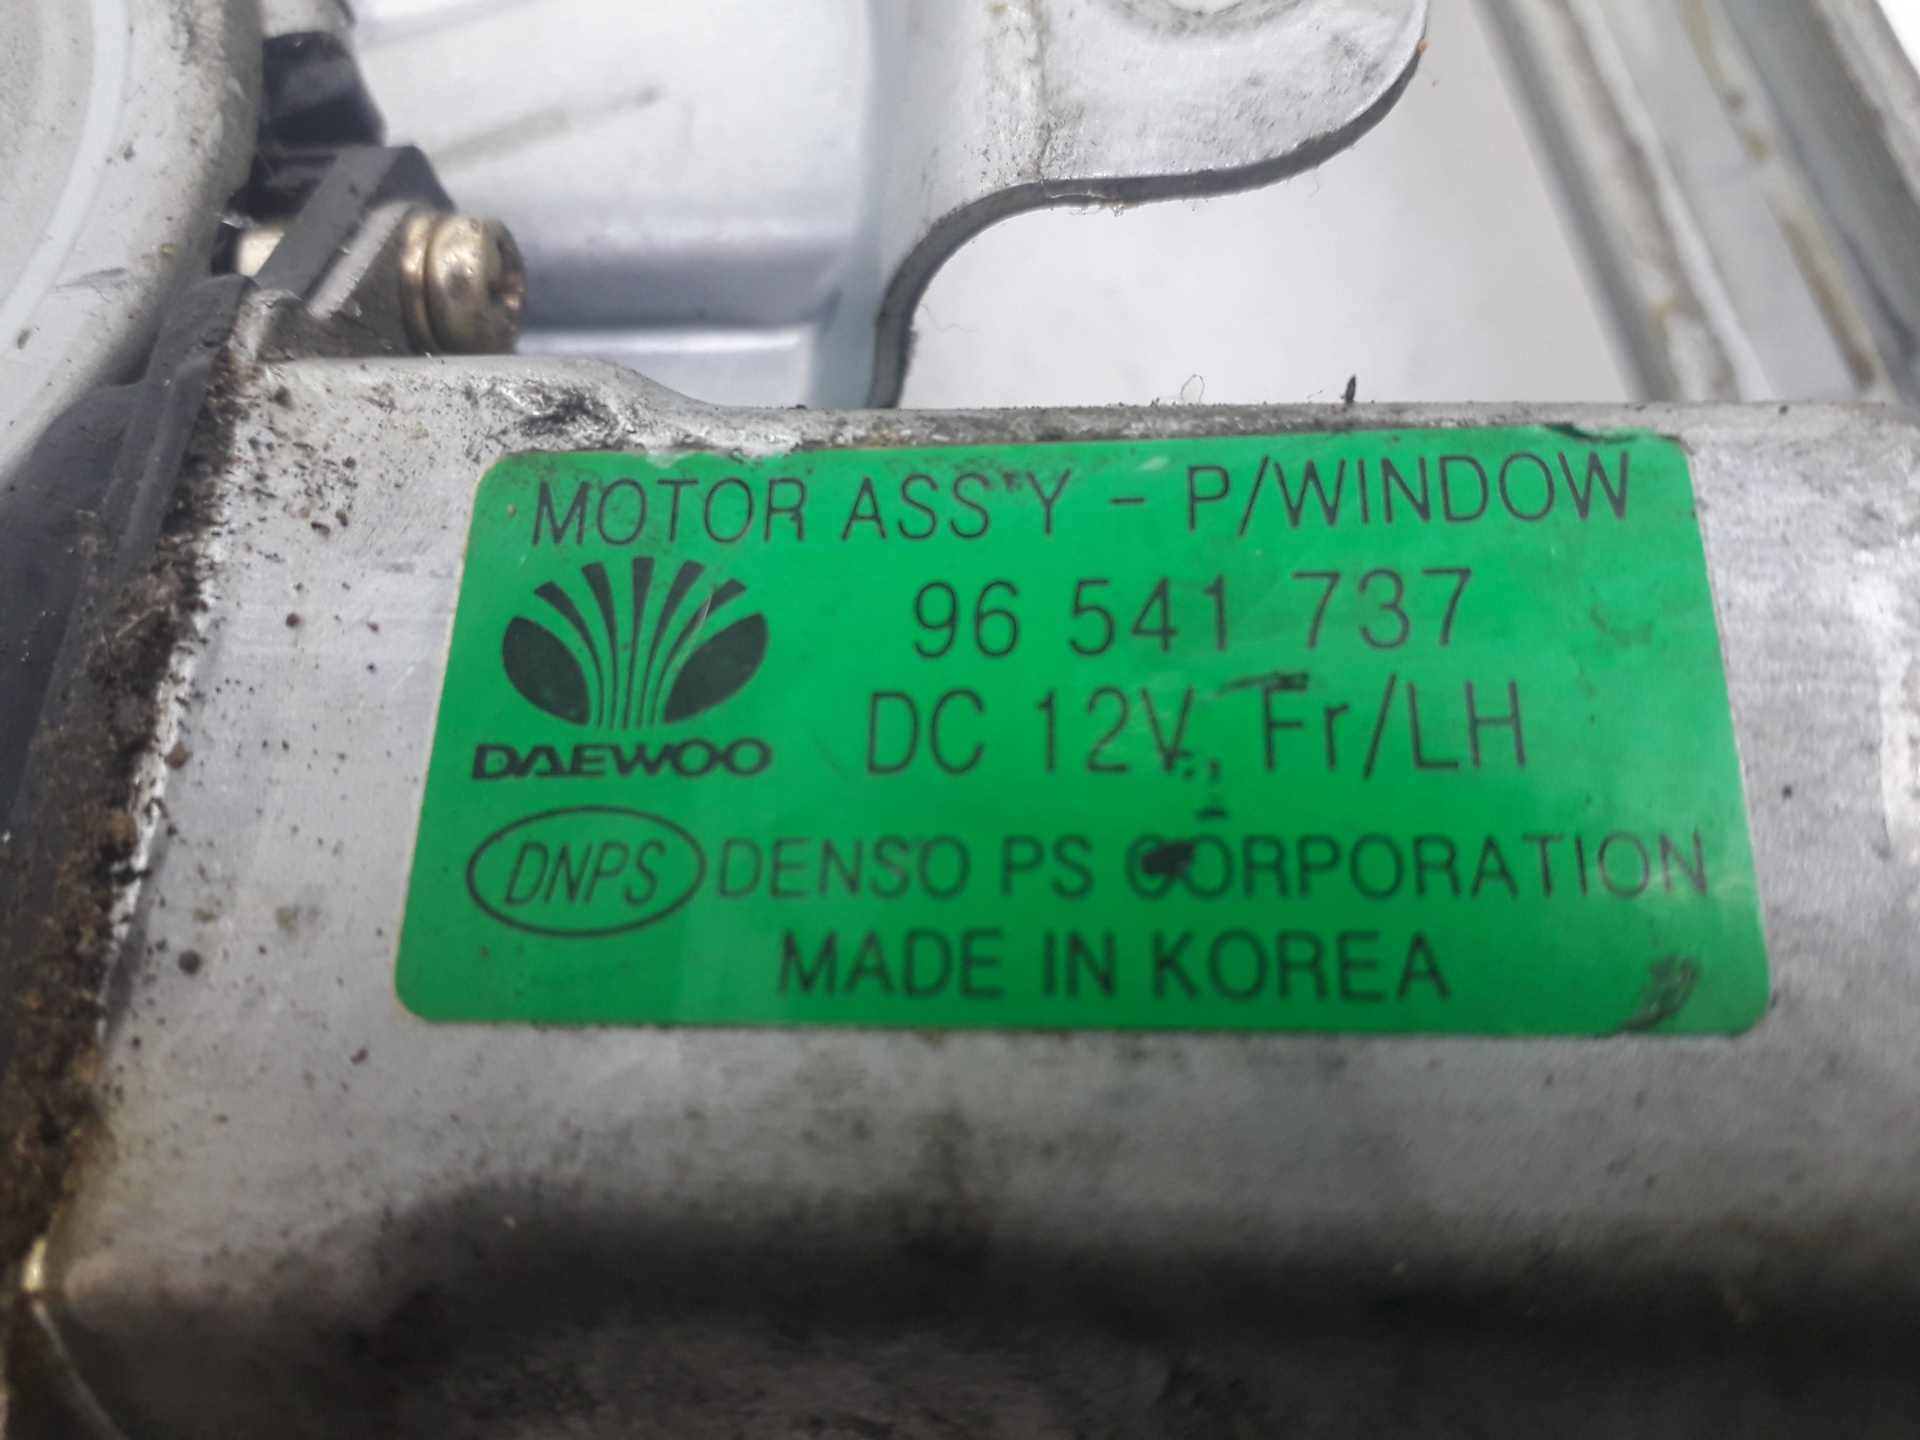 MOTOR ASS'Y - P/WINDOW
96 541 737
DAEWOO
DC 12V, Fr/LH
DNPS DENSO PS CORPORATION
MADE IN KOREA